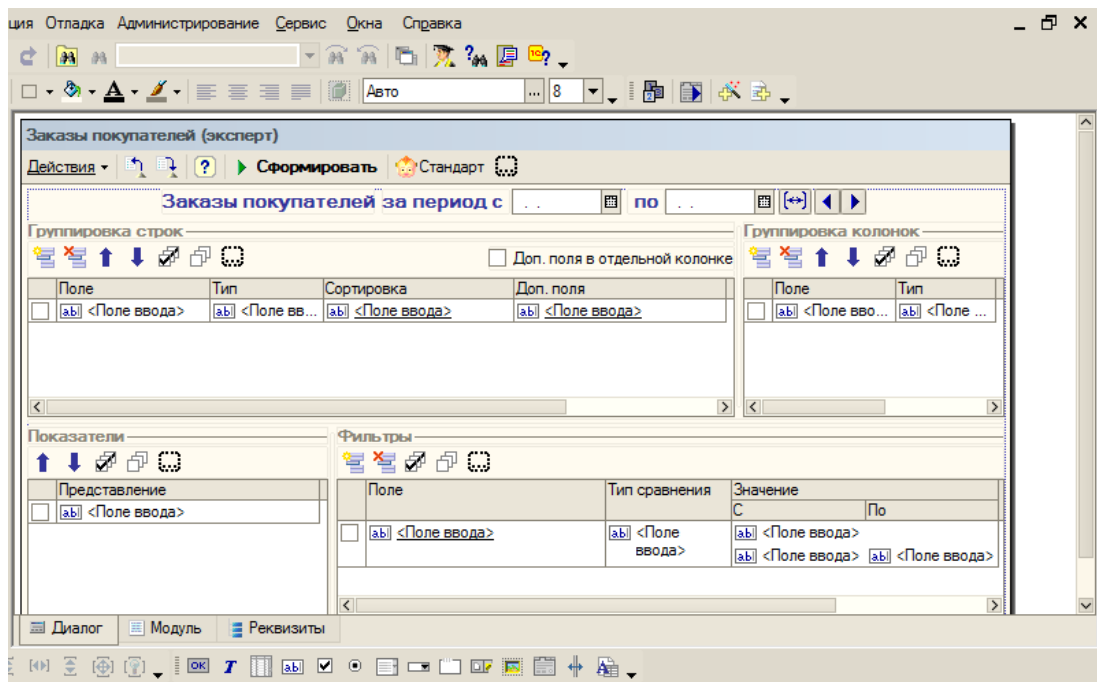 ция Отладка Администрирование Сервис Окна Справка
Авто ... 8
Заказы покупателей (эксперт)
Действия Сформировать Стандарт
Заказы покупателей за период с . . по . .
Группировка строк Группировка колонок
Доп. поля в отдельной колонке
Поле Тип Сортировка Доп. поля Поле Тип
<Поле ввода> <Поле вв... <Поле ввода> <Поле ввода> <Поле вво... <Поле ...
Показатели Фильтры
Представление Поле Тип сравнения Значение
С По
<Поле ввода> <Поле ввода> <Поле ввода> <Поле ввода>
<Поле ввода> <Поле ввода>
Диалог Модуль Реквизиты